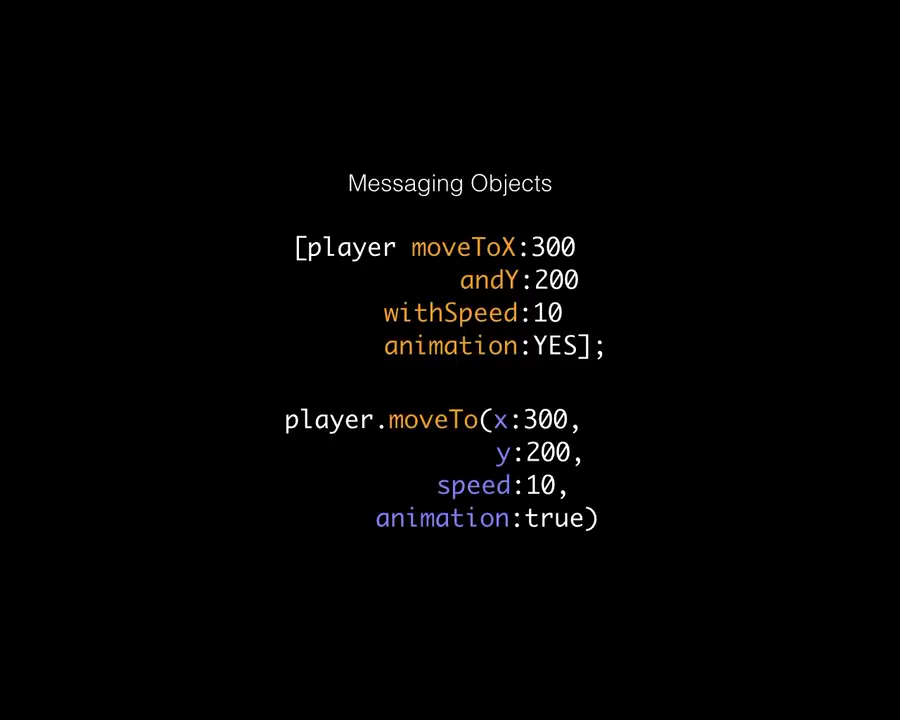 Messaging Objects
[player moveToX:300
andY:200
withSpeed:10
animation:YES];
player.moveTo(x:300,
y:200,
speed:10,
animation:true)